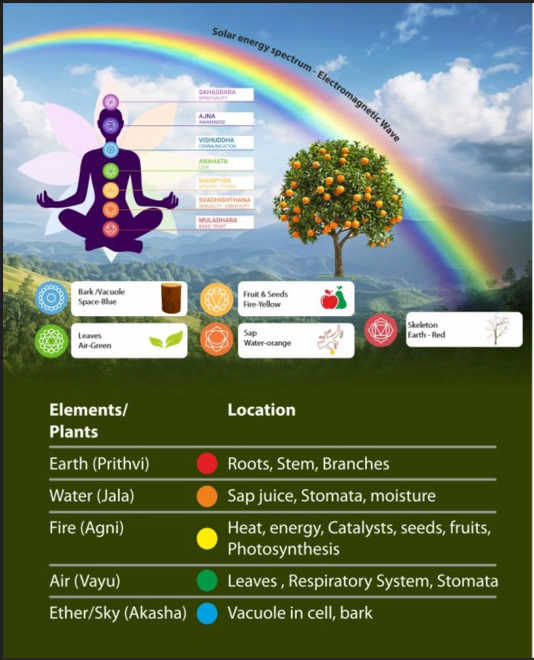 Solar energy spectrum - Electromagnetic Wave
SAHASRARA
SPIRITUALITY
AJNA
AWARENESS
VISHUDDHA
COMMUNICATION
ANAHATA
LOVE
MANIPURA
SVADHISHTHANA
SEXUALITY - CREATIVITY
MULADHARA
BASIC TRUST
Bark /Vacuole
Space-Blue
Fruit & Seeds
Fire-Yellow
Skeleton
Earth - Red
Leaves
Air-Green
Sap
Water-orange
Elements/
Plants
Location
Earth (Prithvi)
Roots, Stem, Branches
Water (Jala)
Sap juice, Stomata, moisture
Fire (Agni)
Heat, energy, Catalysts, seeds, fruits,
Photosynthesis
Air (Vayu)
Leaves , Respiratory System, Stomata
Ether/Sky (Akasha)
Vacuole in cell, bark